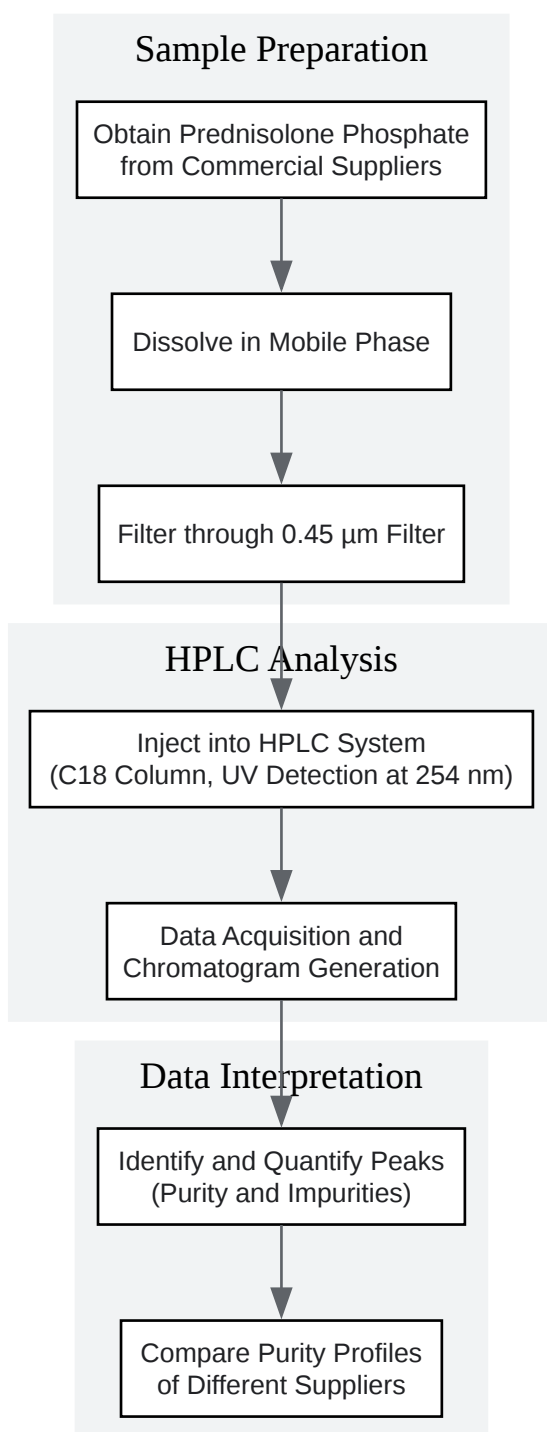 Sample Preparation
Obtain Prednisolone Phosphate
from Commercial Suppliers
Dissolve in Mobile Phase
Filter through 0.45 µm Filter
HPLC Analysis
Inject into HPLC System
(C18 Column, UV Detection at 254 nm)
Data Acquisition and
Chromatogram Generation
Data Interpretation
Identify and Quantify Peaks
(Purity and Impurities)
Compare Purity Profiles
of Different Suppliers